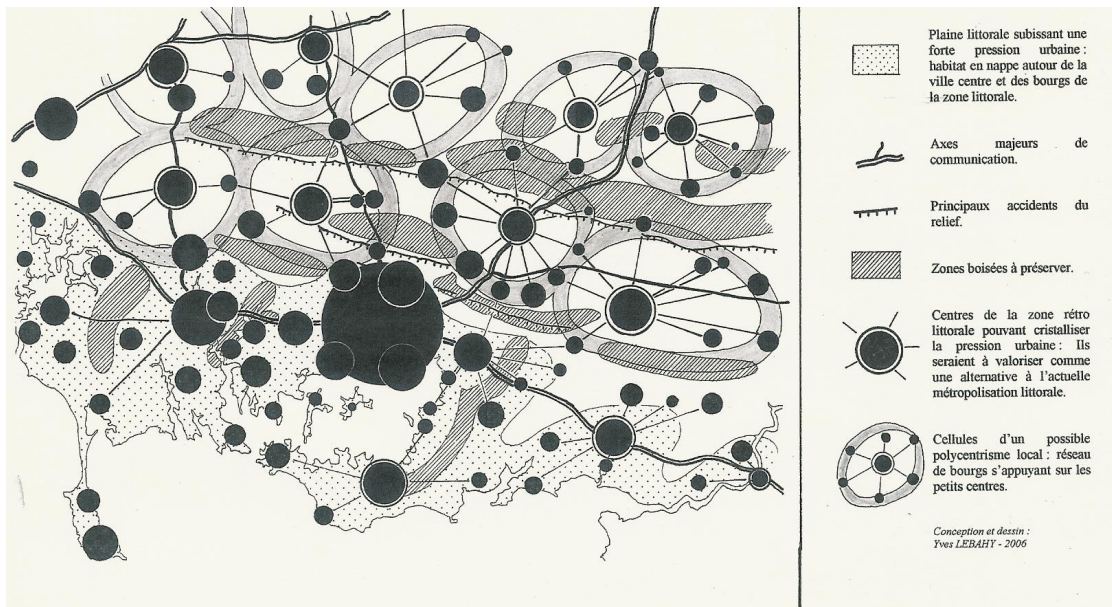 Plaine littorale subissant une
forte pression urbaine :
habitat en nappe autour de la
ville centre et des bourgs de
la zone littorale.
Axes majeurs de
communication.
Principaux accidents du
relief.
Zones boisées à préserver.
Centres de la zone rétro
littorale pouvant cristalliser
la pression urbaine : Ils
seraient à valoriser comme
une alternative à l'actuelle
métropolisation littorale.
Cellules d'un possible
polycentrisme local : réseau
de bourgs s'appuyant sur les
petits centres.
Conception et dessin :
Yves LEBAHY - 2006